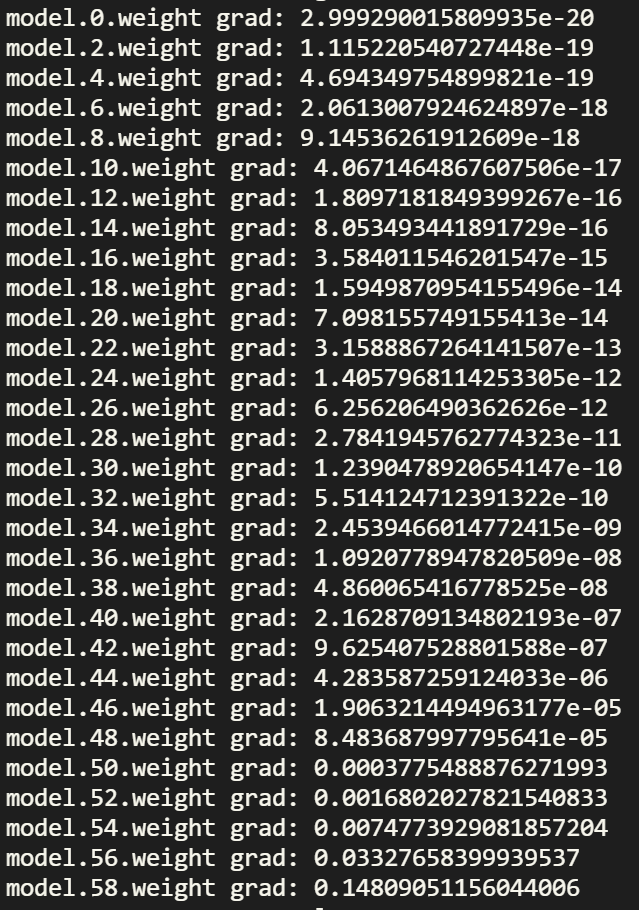 model.0.weight grad: 2.999290015809935e-20
model.2.weight grad: 1.115220540727448e-19
model.4.weight grad: 4.694349754899821e-19
model.6.weight grad: 2.0613007924624897e-18
model.8.weight grad: 9.14536261912609e-18
model.10.weight grad: 4.0671464867607506e-17
model.12.weight grad: 1.8097181849399267e-16
model.14.weight grad: 8.053493441891729e-16
model.16.weight grad: 3.584011546201547e-15
model.18.weight grad: 1.5949870954155496e-14
model.20.weight grad: 7.098155749155413e-14
model.22.weight grad: 3.1588867264141507e-13
model.24.weight grad: 1.4057968114253305e-12
model.26.weight grad: 6.256206490362626e-12
model.28.weight grad: 2.7841945762774323e-11
model.30.weight grad: 1.2390478920654147e-10
model.32.weight grad: 5.514124712391322e-10
model.34.weight grad: 2.4539466014772415e-09
model.36.weight grad: 1.0920778947820509e-08
model.38.weight grad: 4.860065416778525e-08
model.40.weight grad: 2.1628709134802193e-07
model.42.weight grad: 9.625407528801588e-07
model.44.weight grad: 4.283587259124033e-06
model.46.weight grad: 1.9063214494963177e-05
model.48.weight grad: 8.483687997795641e-05
model.50.weight grad: 0.0003775488876271993
model.52.weight grad: 0.0016802027821540833
model.54.weight grad: 0.0074773929081857204
model.56.weight grad: 0.03327658399939537
model.58.weight grad: 0.14809051156044006